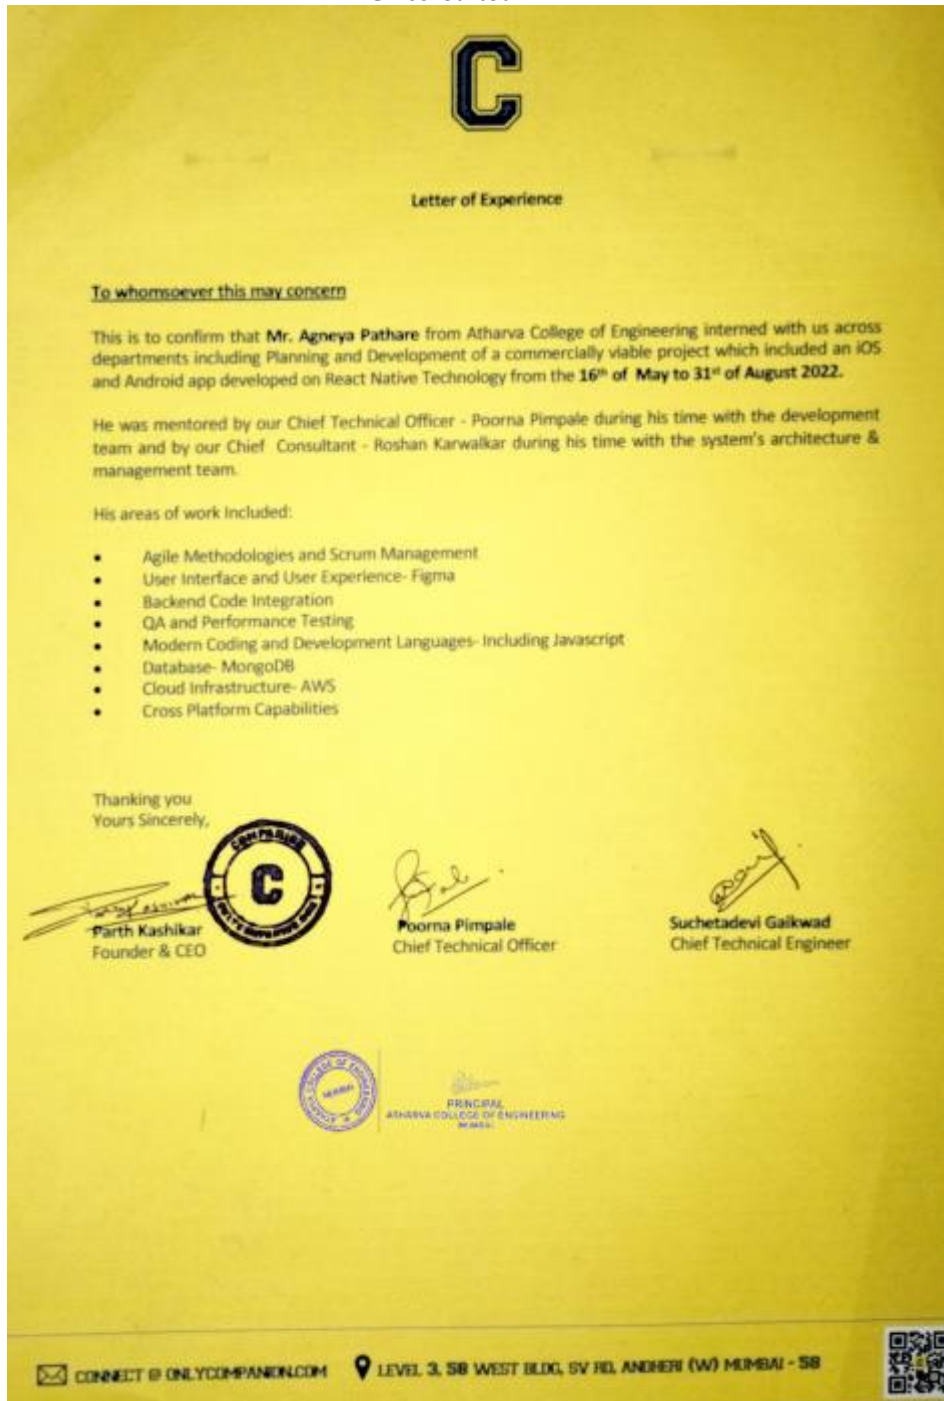 C
Letter of Experience
To whomsoever this may concern
This is to confirm that Mr. Agneya Pathare from Atharva College of Engineering interned with us across
departments including Planning and Development of a commercially viable project which included an iOS
and Android app developed on React Native Technology from the 16th of May to 31st of August 2022.
He was mentored by our Chief Technical Officer - Poorna Pimpale during his time with the development
team and by our Chief Consultant - Roshan Karwalkar during his time with the system's architecture &
management team.
His areas of work Included:
• Agile Methodologies and Scrum Management
• User Interface and User Experience- Figma
• Backend Code Integration
• QA and Performance Testing
• Modern Coding and Development Languages- Including Javascript
• Database- MongoDB
• Cloud Infrastructure- AWS
• Cross Platform Capabilities
Thanking you
Yours Sincerely,
C
Parth Kashikar
Founder & CEO
Poorna Pimpale
Chief Technical Officer
Suchetadevi Gaikwad
Chief Technical Engineer
ATHARVA COLLEGE OF ENGINEERING
MUMBAI
PRINCIPAL
ATHARVA COLLEGE OF ENGINEERING
MUMBAI
CONNECT @ ONLYCOMPANION.COM
LEVEL 3, 58 WEST BLDG, SV RD, ANDHERI (W) MUMBAI - 58